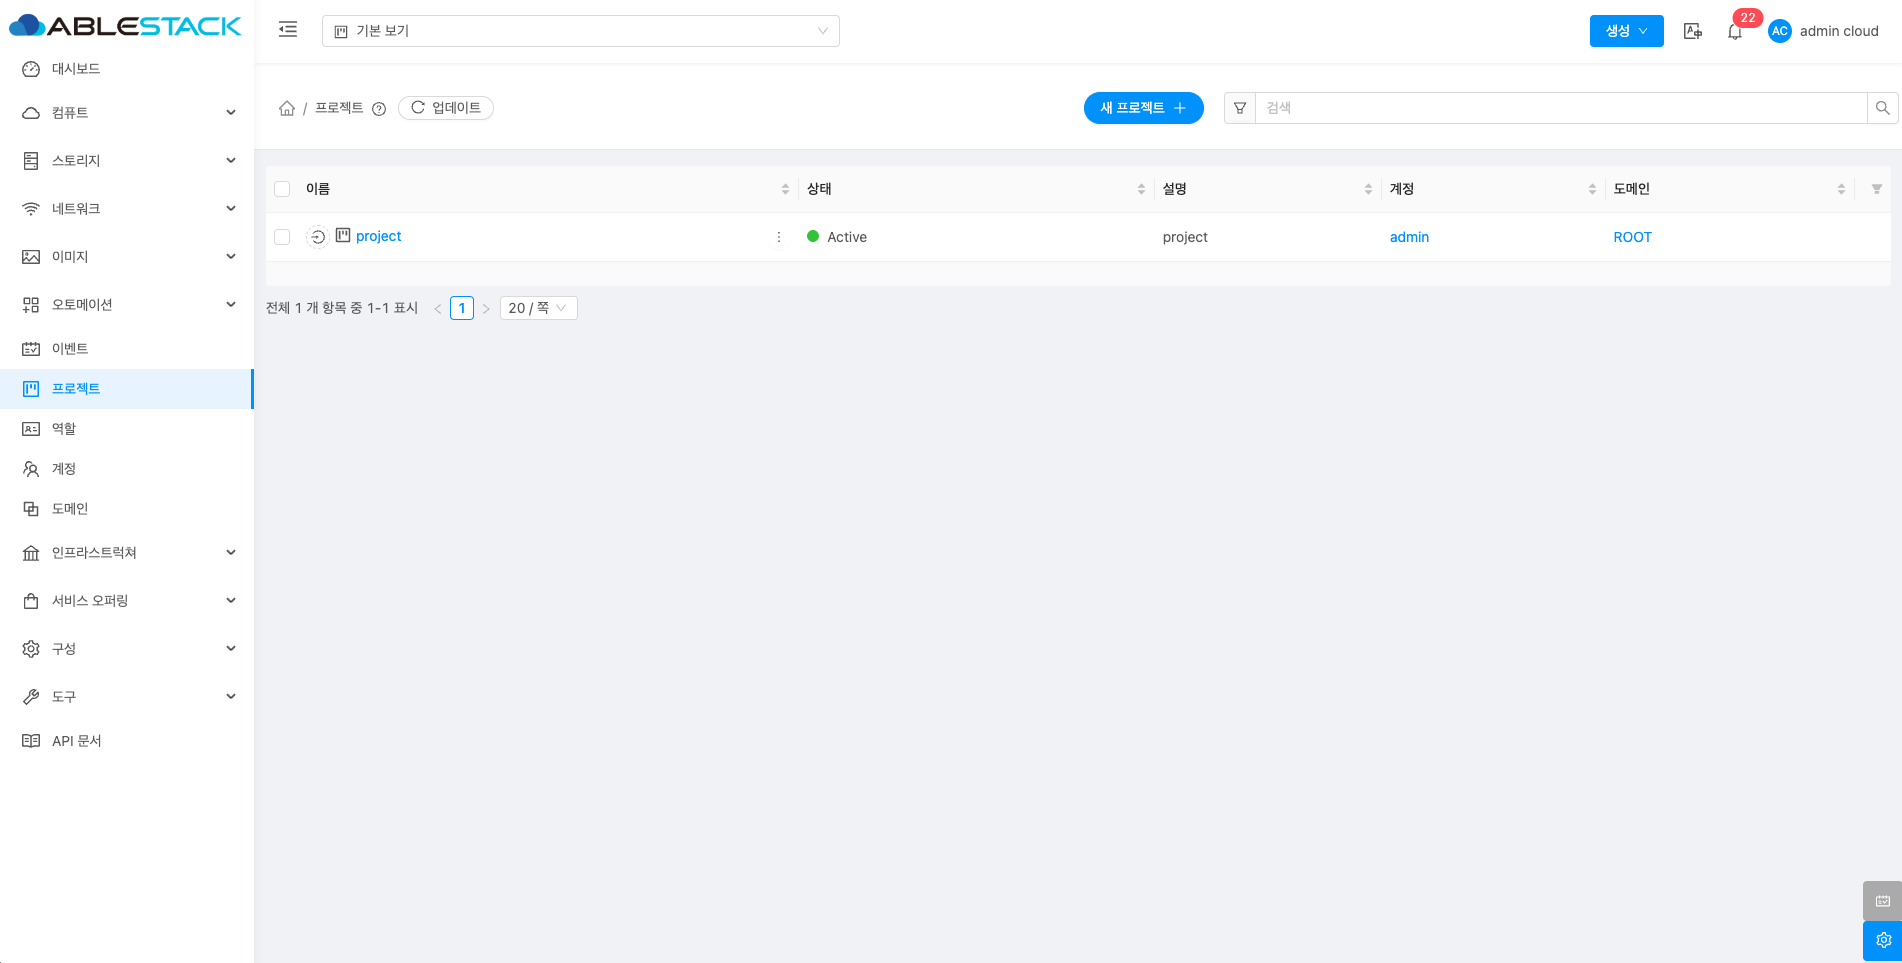 ABLESTACK
기본 보기
생성
22
AC
admin cloud
대시보드
컴퓨트
스토리지
네트워크
이미지
오토메이션
이벤트
프로젝트
역할
계정
도메인
인프라스트럭쳐
서비스 오퍼링
구성
도구
API 문서
/ 프로젝트
업데이트
새 프로젝트
검색
이름 상태 설명 계정 도메인
project Active project admin ROOT
전체 1 개 항목 중 1-1 표시 < 1 > 20 / 쪽